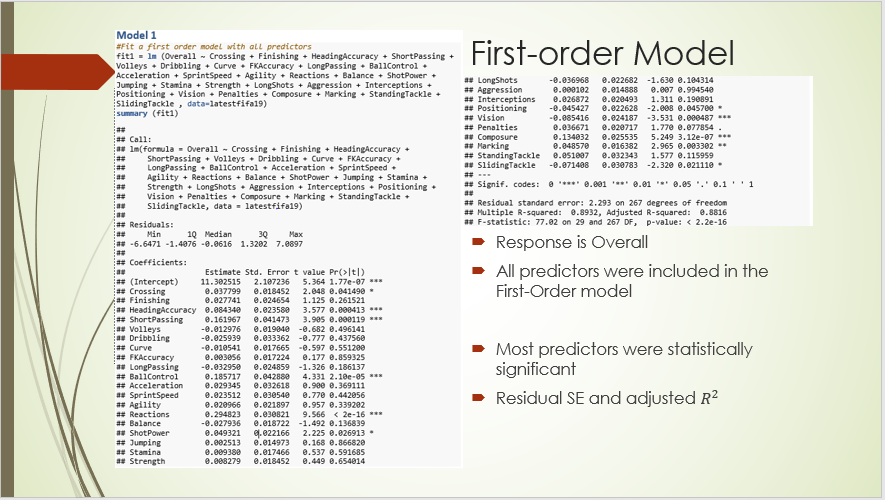 Model 1
#Fit a first order model with all predictors
fit1 = lm (Overall ~ Crossing + Finishing + HeadingAccuracy + ShortPassing +
Volleys + Dribbling + Curve + FKAccuracy + LongPassing + BallControl +
Acceleration + SprintSpeed + Agility + Reactions + Balance + ShotPower +
Jumping + Stamina + Strength + LongShots + Aggression + Interceptions +
Positioning + Vision + Penalties + Composure + Marking + StandingTackle +
SlidingTackle , data=latestfifa19)
summary (fit1)
##
## Call:
## lm(formula = Overall ~ Crossing + Finishing + HeadingAccuracy +
##     ShortPassing + Volleys + Dribbling + Curve + FKAccuracy +
##     LongPassing + BallControl + Acceleration + SprintSpeed +
##     Agility + Reactions + Balance + ShotPower + Jumping + Stamina +
##     Strength + LongShots + Aggression + Interceptions + Positioning +
##     Vision + Penalties + Composure + Marking + StandingTackle +
##     SlidingTackle, data = latestfifa19)
##
## Residuals:
##     Min      1Q  Median      3Q     Max
## -6.6471 -1.4076 -0.0616  1.3202  7.0897
##
## Coefficients:
##                  Estimate Std. Error t value Pr(>|t|)
## (Intercept)     11.302515   2.107236   5.364 1.77e-07 ***
## Crossing         0.037799   0.018452   2.048 0.041490 *
## Finishing        0.027741   0.024654   1.125 0.261521
## HeadingAccuracy  0.084340   0.023580   3.577 0.000413 ***
## ShortPassing     0.161967   0.041473   3.905 0.000119 ***
## Volleys         -0.012976   0.019040  -0.682 0.496141
## Dribbling       -0.025939   0.033362  -0.777 0.437560
## Curve           -0.010541   0.017665  -0.597 0.551200
## FKAccuracy       0.003056   0.017224   0.177 0.859325
## LongPassing     -0.032950   0.024859  -1.326 0.186137
## BallControl      0.185717   0.042880   4.331 2.10e-05 ***
## Acceleration     0.029345   0.032618   0.900 0.369111
## SprintSpeed      0.023512   0.030540   0.770 0.442056
## Agility          0.020966   0.021897   0.957 0.339202
## Reactions        0.294823   0.030821   9.566  < 2e-16 ***
## Balance         -0.027936   0.018722  -1.492 0.136839
## ShotPower        0.049321   0.022166   2.225 0.026913 *
## Jumping          0.002513   0.014973   0.168 0.866820
## Stamina          0.009380   0.017466   0.537 0.591685
## Strength         0.008279   0.018452   0.449 0.654014
First-order Model
## LongShots       -0.036968   0.022682  -1.630 0.104314
## Aggression       0.000102   0.014888   0.007 0.994540
## Interceptions    0.026872   0.020493   1.311 0.190891
## Positioning     -0.045427   0.022628  -2.008 0.045700 *
## Vision          -0.085416   0.024187  -3.531 0.000487 ***
## Penalties        0.036671   0.020717   1.770 0.077854 .
## Composure        0.134032   0.025535   5.249 3.12e-07 ***
## Marking          0.048570   0.016382   2.965 0.003302 **
## StandingTackle   0.051007   0.032343   1.577 0.115959
## SlidingTackle   -0.071408   0.030783  -2.320 0.021110 *
## ---
## Signif. codes:  0 '***' 0.001 '**' 0.01 '*' 0.05 '.' 0.1 ' ' 1
##
## Residual standard error: 2.293 on 267 degrees of freedom
## Multiple R-squared:  0.8932, Adjusted R-squared:  0.8816
## F-statistic: 77.02 on 29 and 267 DF,  p-value: < 2.2e-16
Response is Overall
All predictors were included in the
First-Order model
Most predictors were statistically
significant
Residual SE and adjusted R²